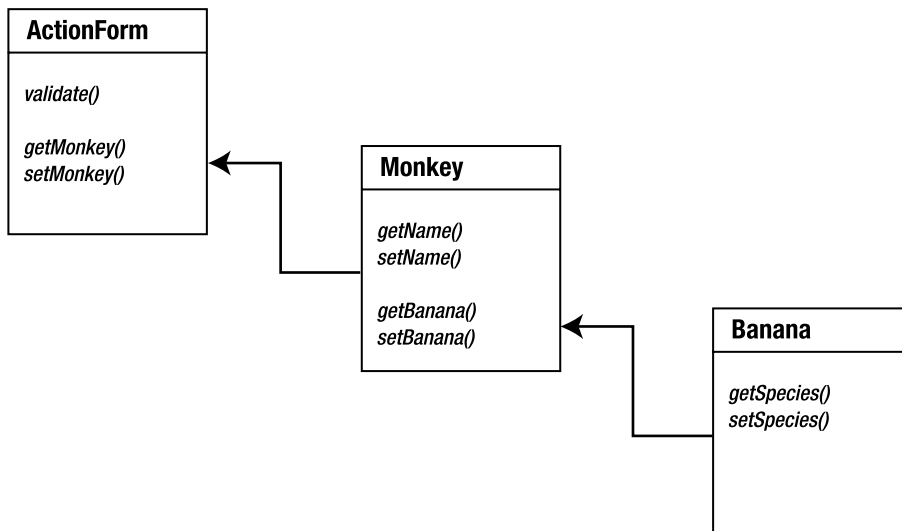 ActionForm
validate()
getMonkey()
setMonkey()
Monkey
getName()
setName()
getBanana()
setBanana()
Banana
getSpecies()
setSpecies()